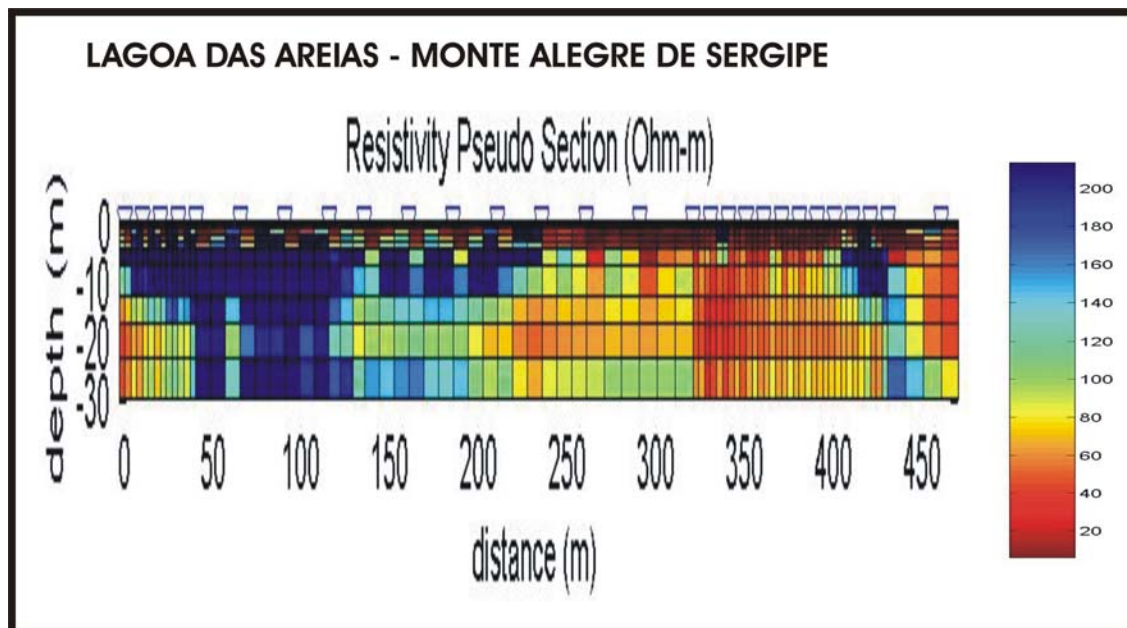 LAGOA DAS AREIAS - MONTE ALEGRE DE SERGIPE
Resistivity Pseudo Section (Ohm-m)
depth (m)
0
-10
-20
-30
0 50 100 150 200 250 300 350 400 450
distance (m)
200
180
160
140
120
100
80
60
40
20